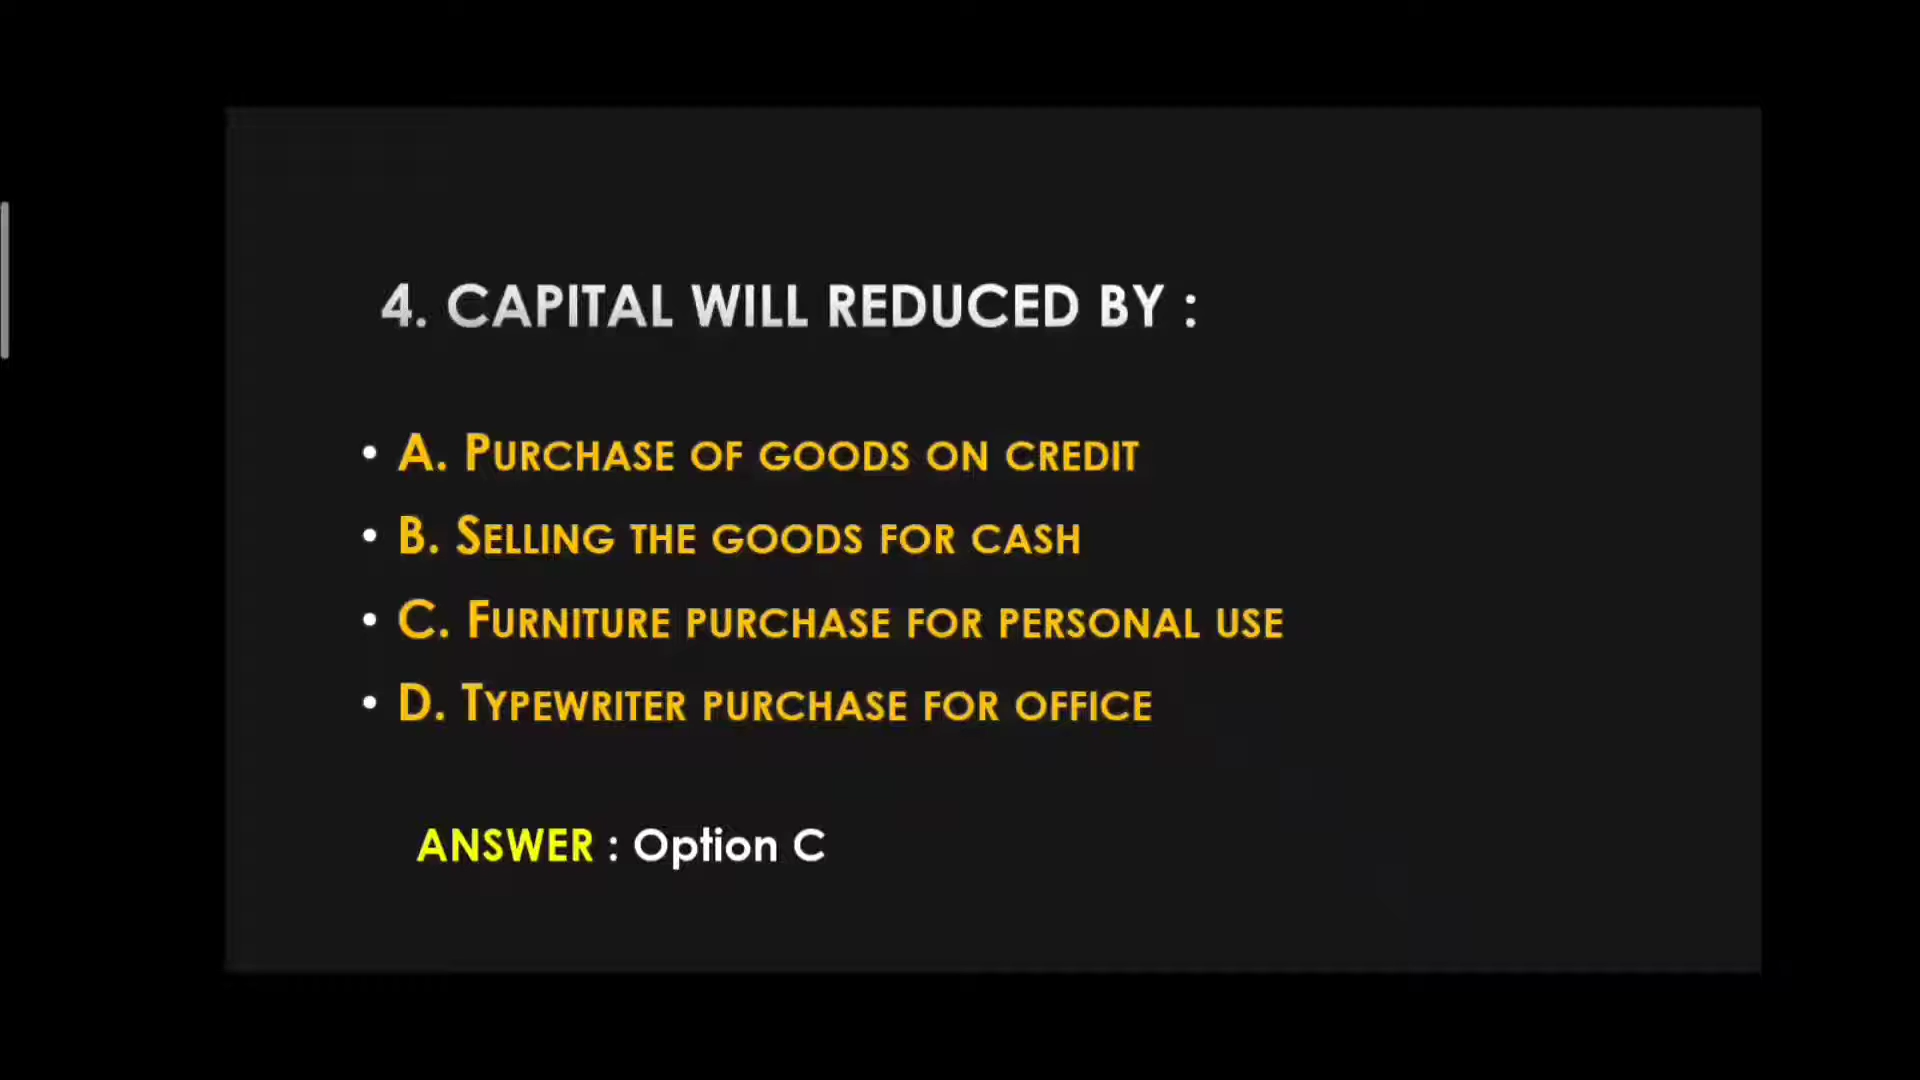 4. CAPITAL WILL REDUCED BY :
• A. PURCHASE OF GOODS ON CREDIT
• B. SELLING THE GOODS FOR CASH
• C. FURNITURE PURCHASE FOR PERSONAL USE
• D. TYPEWRITER PURCHASE FOR OFFICE
ANSWER : Option C